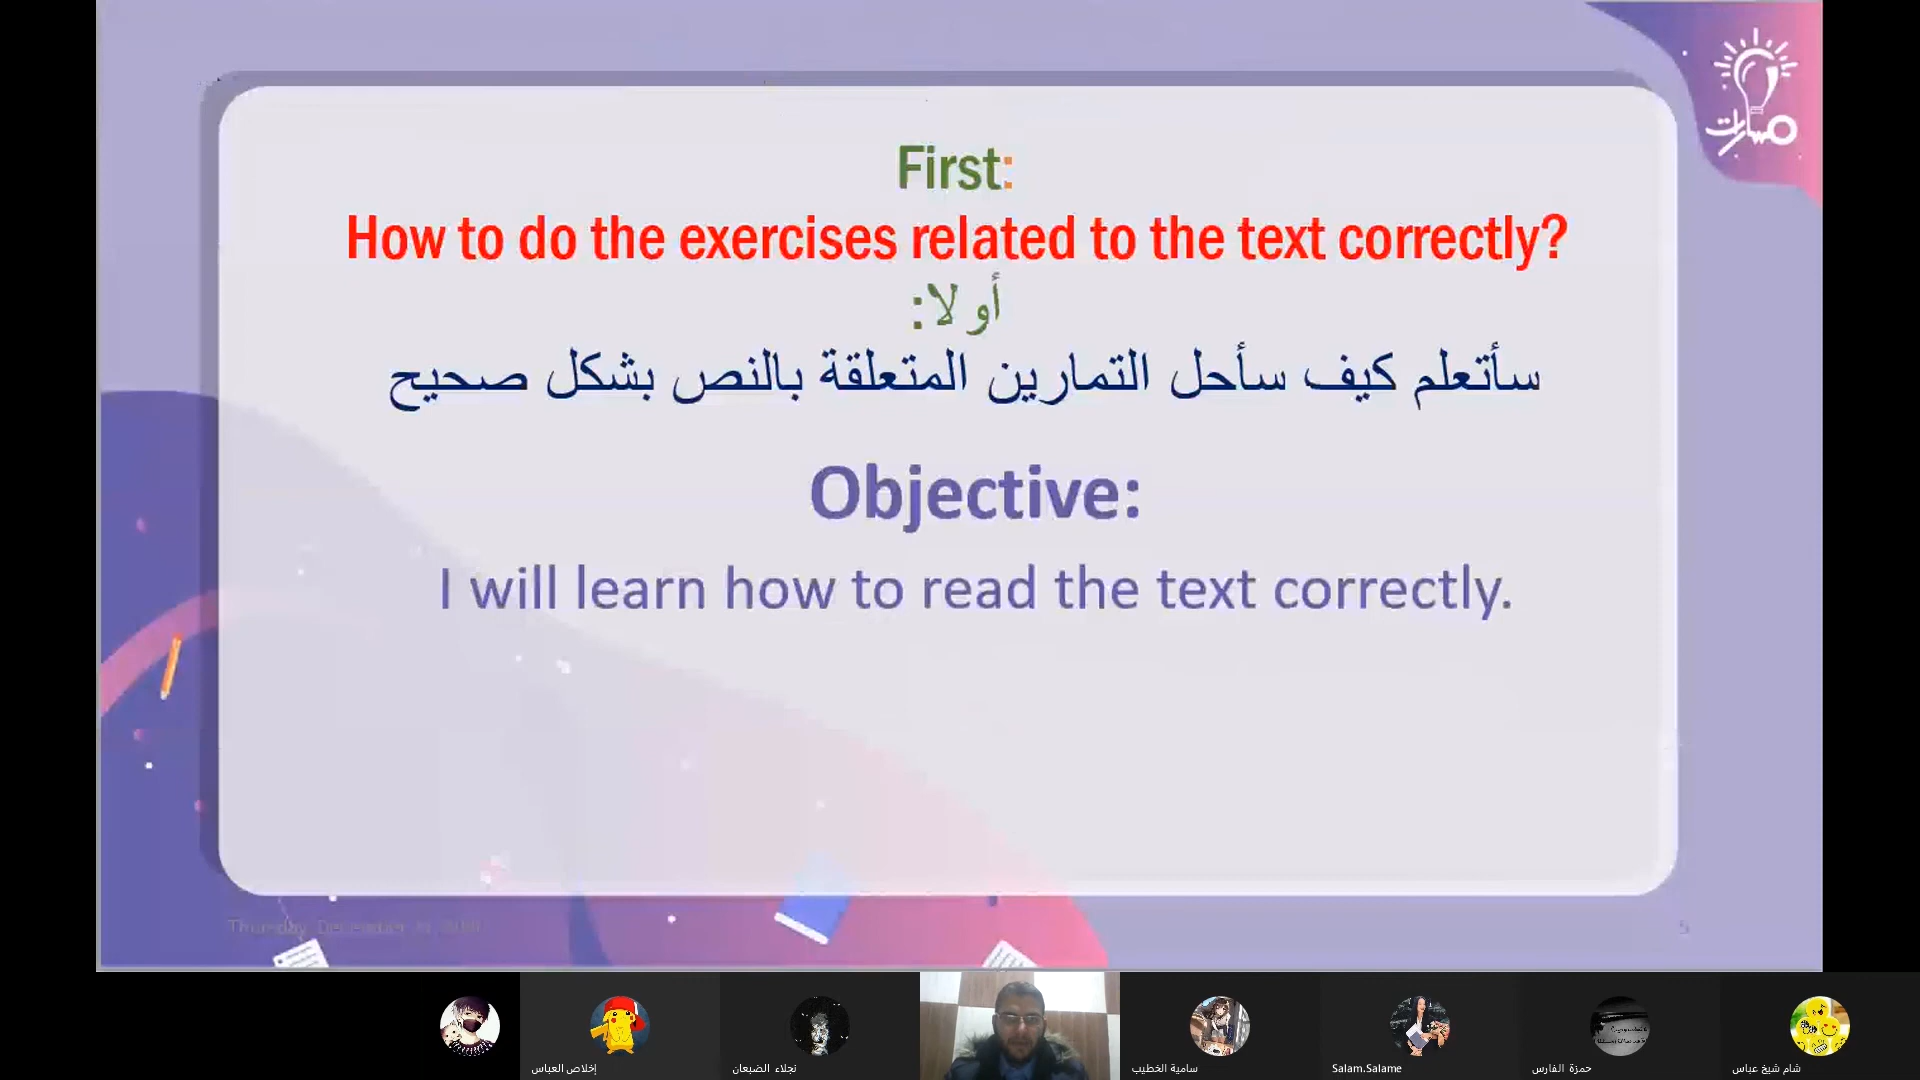 مسارات
First:
How to do the exercises related to the text correctly?
أولا:
سأتعلم كيف سأحل التمارين المتعلقة بالنص بشكل صحيح
Objective:
I will learn how to read the text correctly.
5
إخلاص العباس
نجلاء الضبعان
سامية الخطيب
Salam.Salame
حمزة الفارس
شام شيخ عباس